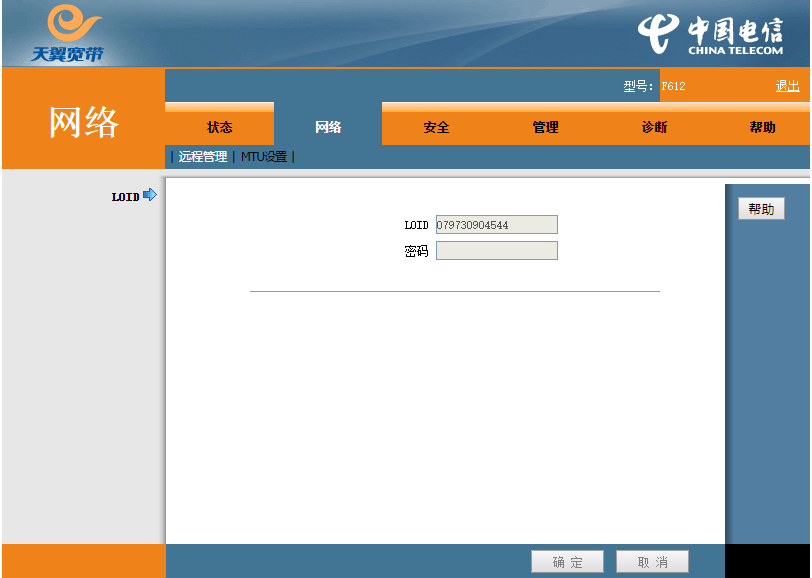 天翼宽带
中国电信
CHINA TELECOM
型号: F612 退出
网络
状态 网络 安全 管理 诊断 帮助
| 远程管理 | MTU设置 |
LOID
LOID 079730904544
密码
帮助
确 定 取 消